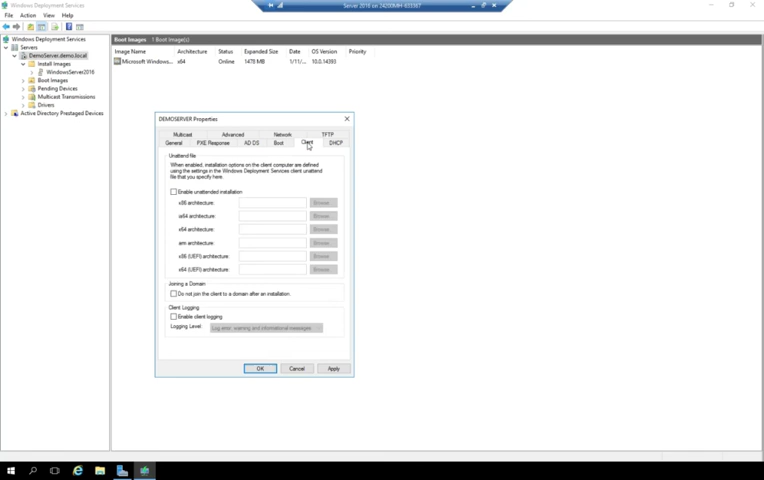 Windows Deployment Services
Server 2016 on 24200MIH-633367
File Action View Help
Windows Deployment Services
Servers
DemoServer.demo.local
Install Images
WindowsServer2016
Boot Images
Pending Devices
Multicast Transmissions
Drivers
Active Directory Prestaged Devices
Boot Images 1 Boot Image(s)
Image Name Architecture Status Expanded Size Date OS Version Priority
Microsoft Windows... x64 Online 1478 MB 1/11/... 10.0.14393
DEMOSERVER Properties
Multicast Advanced Network TFTP
General PXE Response AD DS Boot Client DHCP
Unattend file
When enabled, installation options on the client computer are defined
using the settings in the Windows Deployment Services client unattend
file that you specify here.
Enable unattended installation
x86 architecture: Browse...
ia64 architecture: Browse...
x64 architecture: Browse...
arm architecture: Browse...
x86 (UEFI) architecture: Browse...
x64 (UEFI) architecture: Browse...
Joining a Domain
Do not join the client to a domain after an installation.
Client Logging
Enable client logging
Logging Level: Log error, warning and informational messages
OK Cancel Apply